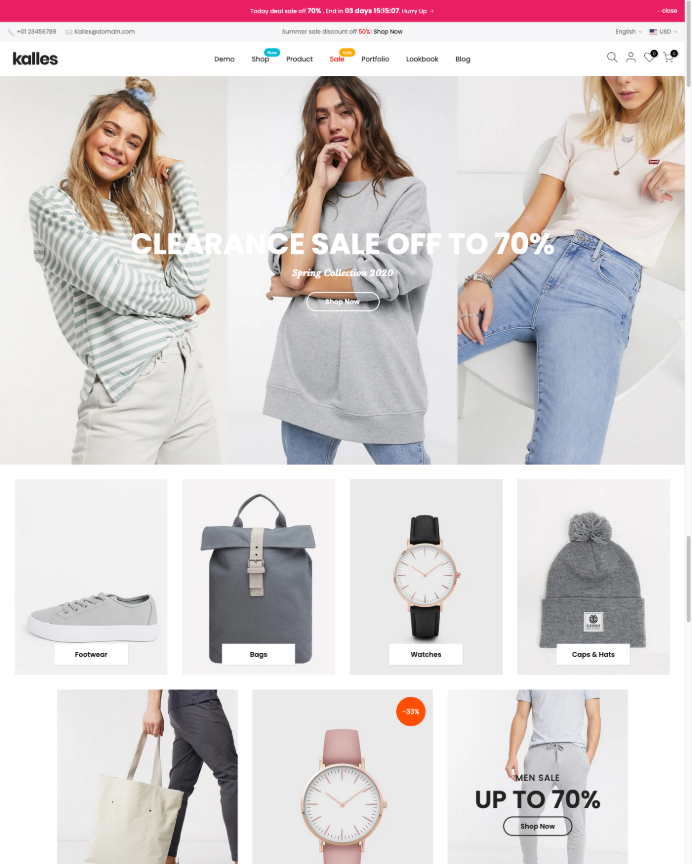 Today deal sale off 70% . End in 03 days 15:15:07. Hurry Up →
close
+01 23456789
Kalles@domain.com
Summer sale discount off 50%! Shop Now
English
USD
kalles
Demo
Shop
New
Product
Sale
Sale
Portfolio
Lookbook
Blog
0
0
CLEARANCE SALE OFF TO 70%
Spring Collection 2020
Shop Now
Footwear
Bags
Watches
Caps & Hats
-33%
MEN SALE
UP TO 70%
Shop Now